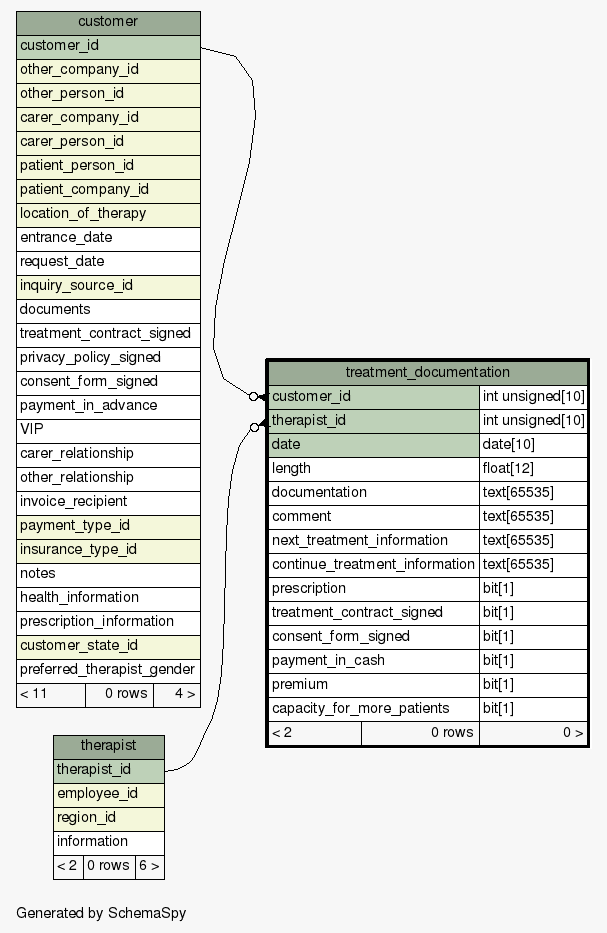 customer
customer_id
other_company_id
other_person_id
carer_company_id
carer_person_id
patient_person_id
patient_company_id
location_of_therapy
entrance_date
request_date
inquiry_source_id
documents
treatment_contract_signed
privacy_policy_signed
consent_form_signed
payment_in_advance
VIP
carer_relationship
other_relationship
invoice_recipient
payment_type_id
insurance_type_id
notes
health_information
prescription_information
customer_state_id
preferred_therapist_gender
< 11 0 rows 4 >
treatment_documentation
customer_id int unsigned[10]
therapist_id int unsigned[10]
date date[10]
length float[12]
documentation text[65535]
comment text[65535]
next_treatment_information text[65535]
continue_treatment_information text[65535]
prescription bit[1]
treatment_contract_signed bit[1]
consent_form_signed bit[1]
payment_in_cash bit[1]
premium bit[1]
capacity_for_more_patients bit[1]
< 2 0 rows 0 >
therapist
therapist_id
employee_id
region_id
information
< 2 0 rows 6 >
Generated by SchemaSpy